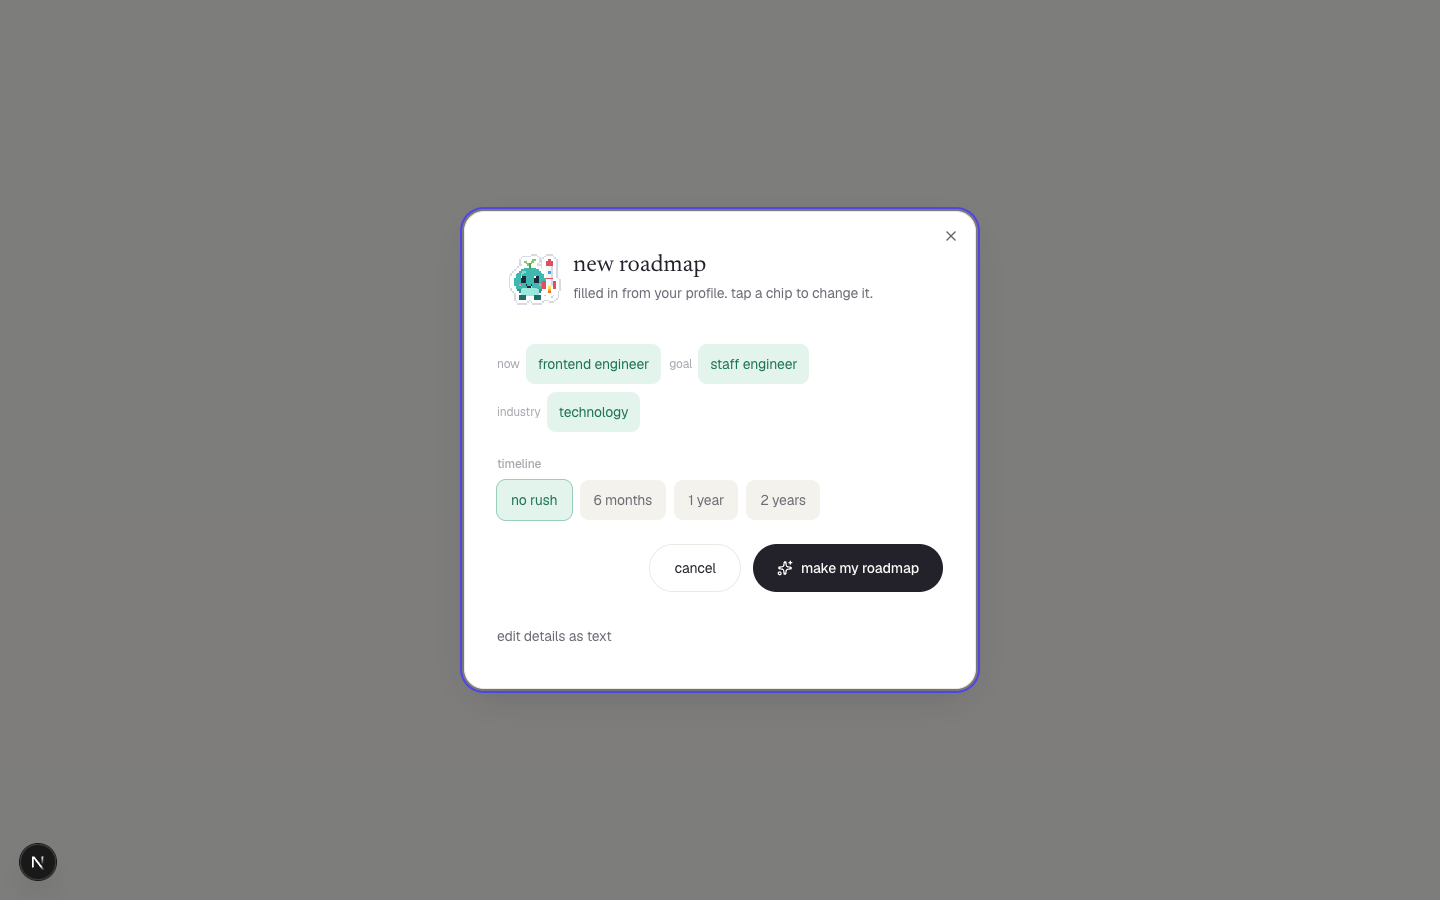 new roadmap
filled in from your profile. tap a chip to change it.
now frontend engineer goal staff engineer
industry technology
timeline
no rush 6 months 1 year 2 years
cancel make my roadmap
edit details as text
N